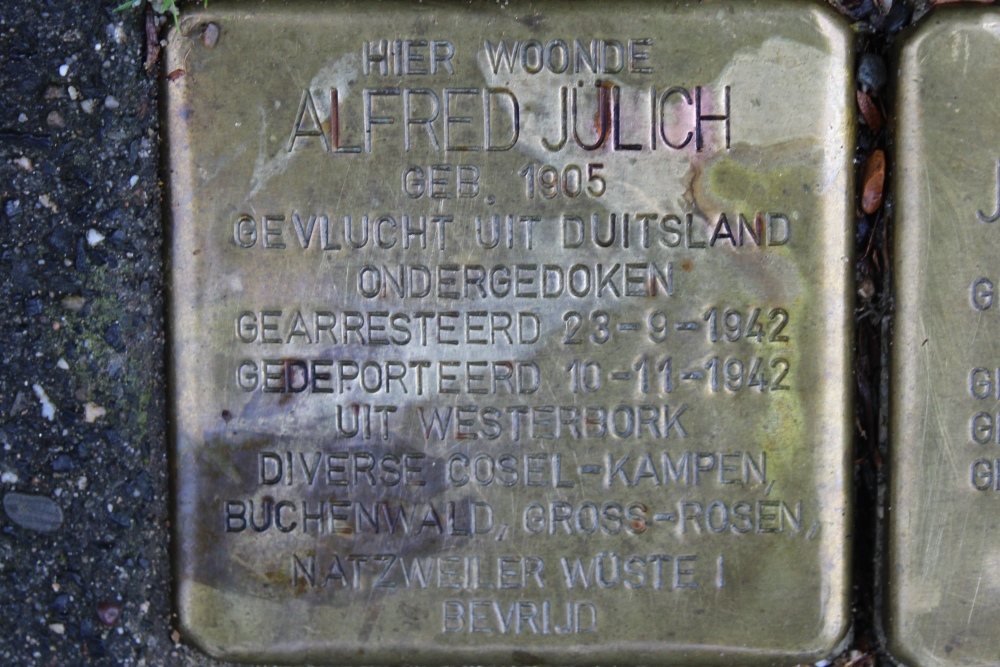 HIER WOONDE
ALFRED JÜLICH
GEB. 1905
GEVLUCHT UIT DUITSLAND
ONDERGEDOKEN
GEARRESTEERD 23-9-1942
GEDEPORTEERD 10-11-1942
UIT WESTERBORK
DIVERSE COSEL-KAMPEN,
BUCHENWALD, GROSS-ROSEN,
NATZWEILER WÜSTE I
BEVRIJD